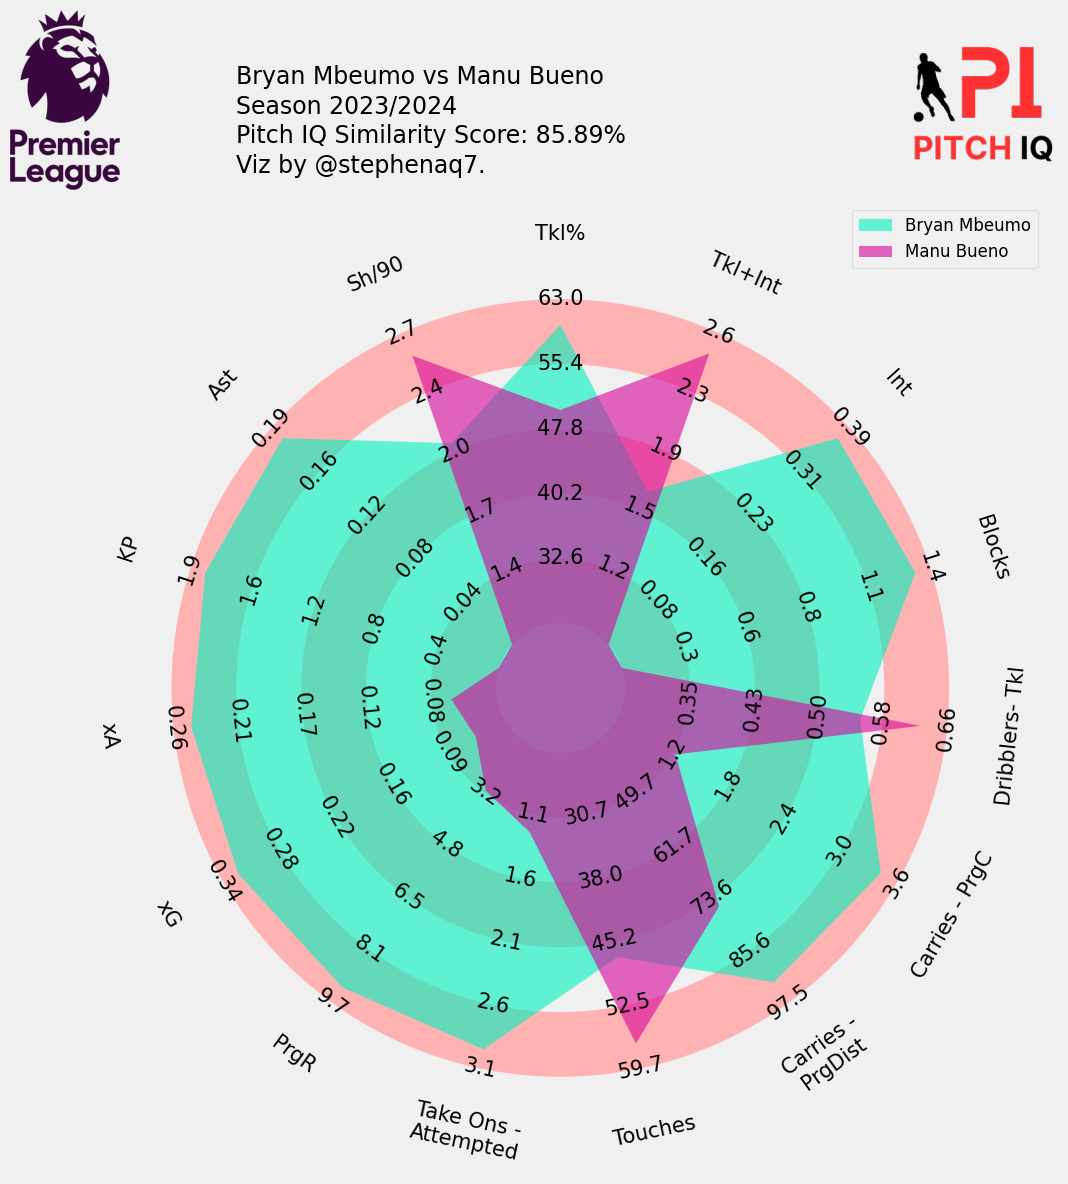 Premier
League
Bryan Mbeumo vs Manu Bueno
Season 2023/2024
Pitch IQ Similarity Score: 85.89%
Viz by @stephenaq7.
PI
PITCH IQ
Bryan Mbeumo
Manu Bueno
Tkl%
63.0
55.4
47.8
40.2
32.6
Tkl+Int
2.6
2.3
1.9
1.5
1.2
Int
0.39
0.31
0.23
0.16
0.08
Blocks
1.4
1.1
0.8
0.6
0.3
Dribblers- Tkl
0.66
0.58
0.50
0.43
0.35
Carries - PrgC
3.6
3.0
2.4
1.8
1.2
Carries -
PrgDist
97.5
85.6
73.6
61.7
49.7
Touches
59.7
52.5
45.2
38.0
30.7
Take Ons -
Attempted
3.1
2.6
2.1
1.6
1.1
PrgR
9.7
8.1
6.5
4.8
3.2
xG
0.34
0.28
0.22
0.16
0.09
xA
0.26
0.21
0.17
0.12
0.08
KP
1.9
1.6
1.2
0.8
0.4
Ast
0.19
0.16
0.12
0.08
0.04
Sh/90
2.7
2.4
2.0
1.7
1.4